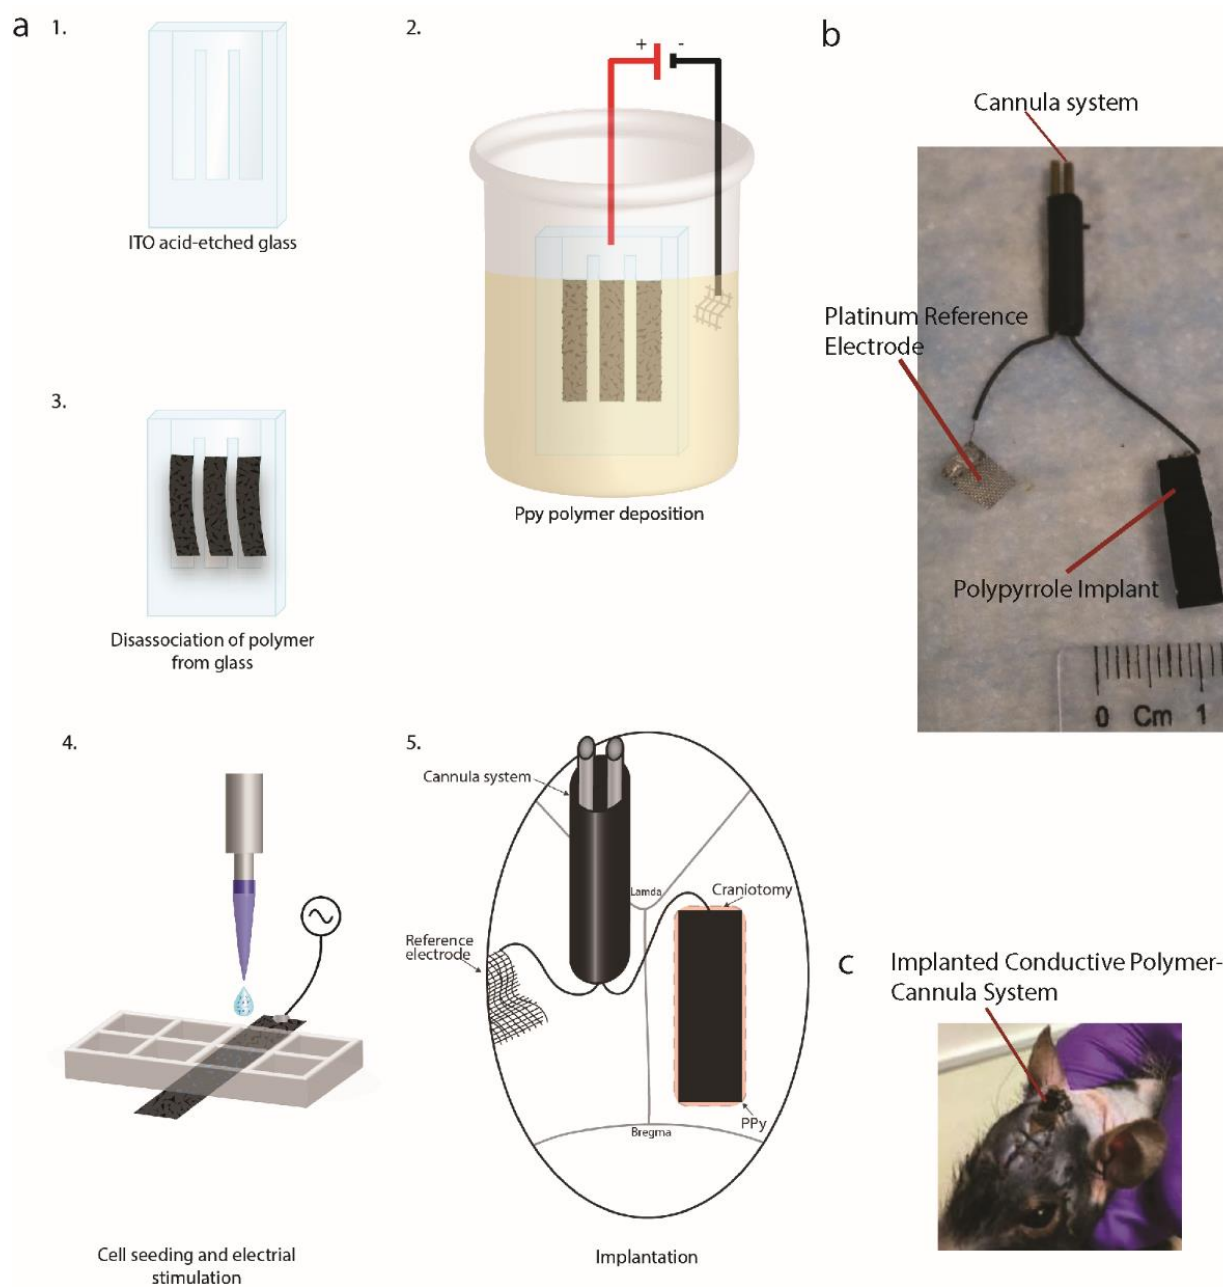 a
1.
ITO acid-etched glass
2.
+ -
Ppy polymer deposition
3.
Disassociation of polymer
from glass
4.
Cell seeding and electrial
stimulation
5.
Cannula system
Lamda
Craniotomy
Reference
electrode
PPy
Bregma
Implantation
b
Cannula system
Platinum Reference
Electrode
Polypyrrole Implant
0 Cm 1
c
Implanted Conductive Polymer-
Cannula System